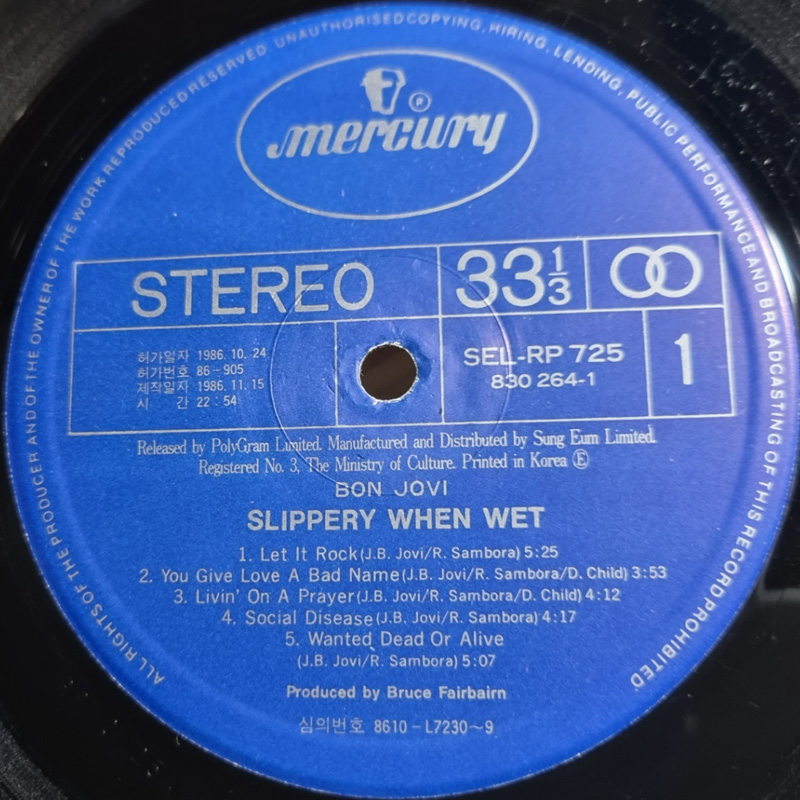 ALL RIGHTS OF THE PRODUCER AND OF THE OWNER OF THE WORK REPRODUCED RESERVED. UNAUTHORISED COPYING, HIRING, LENDING, PUBLIC PERFORMANCE AND BROADCASTING OF THIS RECORD PROHIBITED
®
mercury
STEREO
33 1/3
허가일자 1986. 10. 24
허가번호 86-905
제작일자 1986. 11. 15
시 간 22 : 54
SEL-RP 725
830 264-1
1
Released by PolyGram Limited. Manufactured and Distributed by Sung Eum Limited.
Registered No. 3, The Ministry of Culture. Printed in Korea Ⓔ
BON JOVI
SLIPPERY WHEN WET
1. Let It Rock (J.B. Jovi/R. Sambora) 5:25
2. You Give Love A Bad Name (J.B. Jovi/R. Sambora/D. Child) 3:53
3. Livin' On A Prayer (J.B. Jovi/R. Sambora/D. Child) 4:12
4. Social Disease (J.B. Jovi/R. Sambora) 4:17
5. Wanted Dead Or Alive
(J.B. Jovi/R. Sambora) 5:07
Produced by Bruce Fairbairn
심의번호 8610-L7230~9